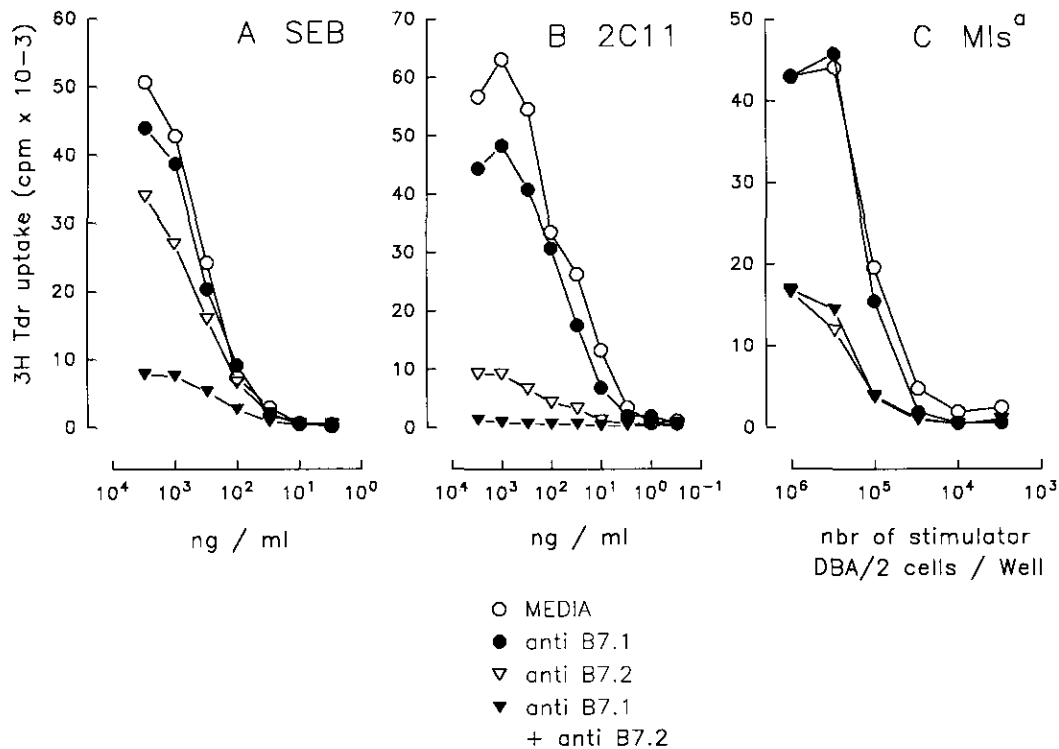 A SEB
B 2C11
C Mls^a
3H Tdr uptake (cpm x 10-3)
60
50
40
30
20
10
0
70
60
50
40
30
20
10
0
50
40
30
20
10
0
10^4 10^3 10^2 10^1 10^0
10^4 10^3 10^2 10^1 10^0 10^-1
10^6 10^5 10^4 10^3
ng / ml
ng / ml
nbr of stimulator
DBA/2 cells / Well
MEDIA
anti B7.1
anti B7.2
anti B7.1
+ anti B7.2